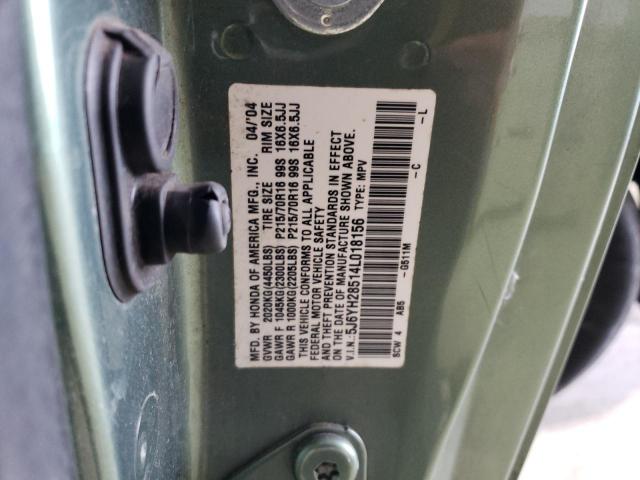 MFD. BY HONDA OF AMERICA MFG., INC. 04/'04
GVWR 2020KG(4450LBS) TIRE SIZE RIM SIZE
GAWR F 1045KG(2300LBS) P215/70R16 99S 16X6.5JJ
GAWR R 1000KG(2205LBS) P215/70R16 99S 16X6.5JJ
THIS VEHICLE CONFORMS TO ALL APPLICABLE
FEDERAL MOTOR VEHICLE SAFETY
AND THEFT PREVENTION STANDARDS IN EFFECT
ON THE DATE OF MANUFACTURE SHOWN ABOVE.
V.I.N.:5J6YH28514L018156 TYPE: MPV
SCW 4 AB5 -G511M -C -L